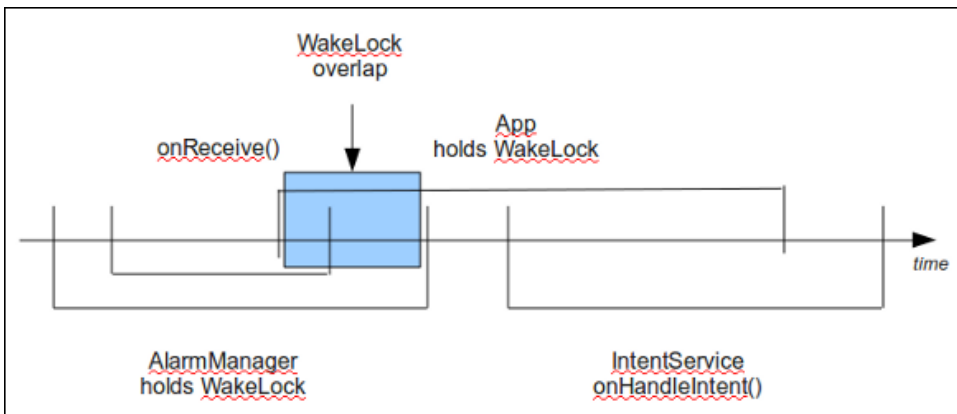 WakeLock
overlap
onReceive()
App
holds WakeLock
time
AlarmManager
holds WakeLock
IntentService
onHandleIntent()